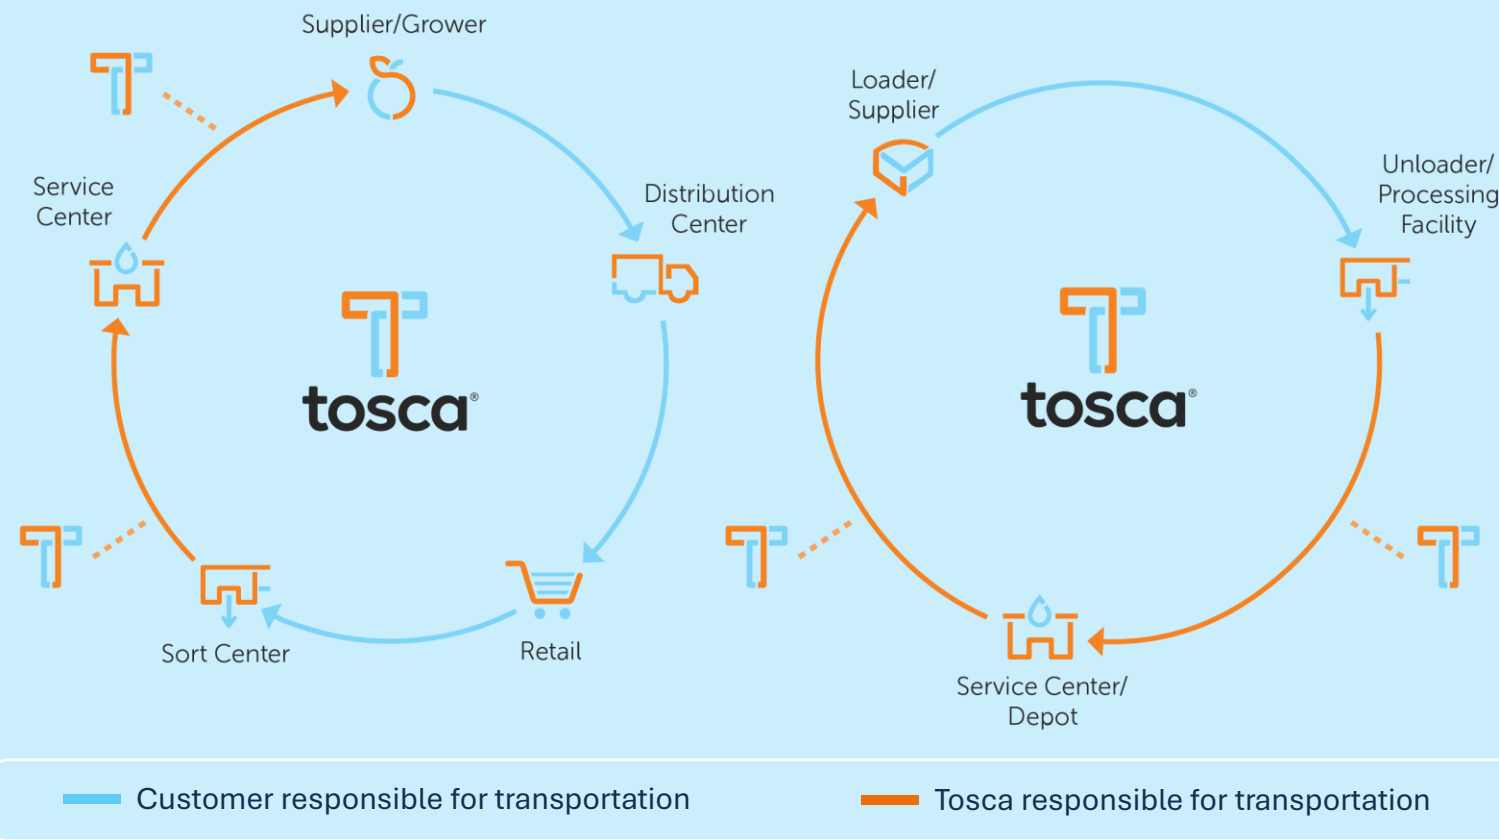 Supplier/Grower
Service
Center
Distribution
Center
tosca®
Sort Center
Retail
Loader/
Supplier
Unloader/
Processing
Facility
tosca®
Service Center/
Depot
Customer responsible for transportation
Tosca responsible for transportation